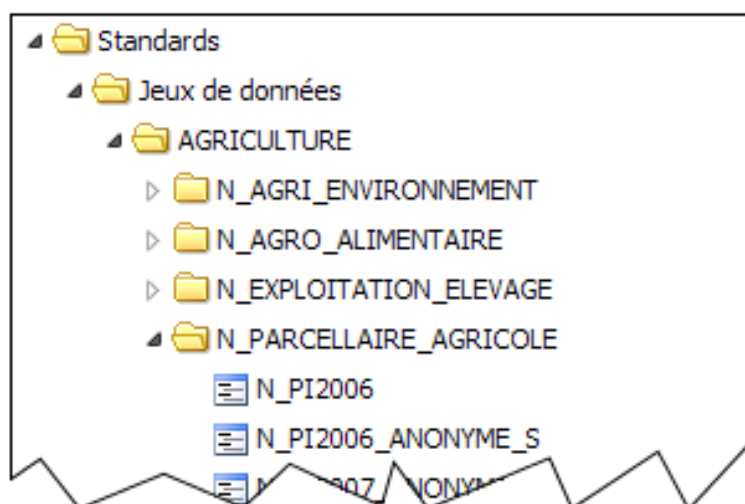 Standards
Jeux de données
AGRICULTURE
N_AGRI_ENVIRONNEMENT
N_AGRO_ALIMENTAIRE
N_EXPLOITATION_ELEVAGE
N_PARCELLAIRE_AGRICOLE
N_PI2006
N_PI2006_ANONYME_S